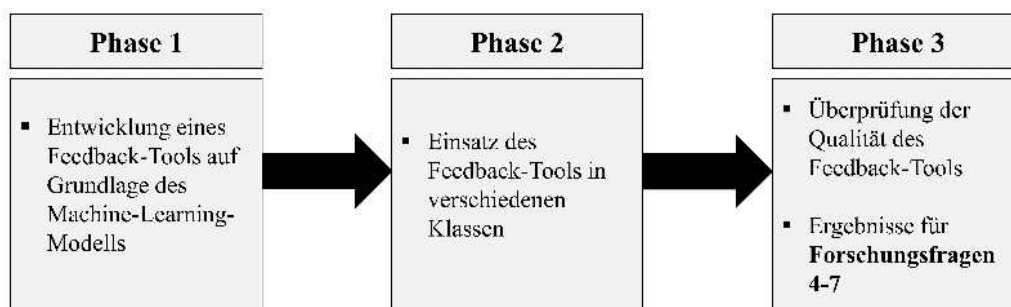 Phase 1
▪ Entwicklung eines
Feedback-Tools auf
Grundlage des
Machine-Learning-
Modells
Phase 2
▪ Einsatz des
Feedback-Tools in
verschiedenen
Klassen
Phase 3
▪ Überprüfung der
Qualität des
Feedback-Tools
▪ Ergebnisse für
Forschungsfragen
4-7